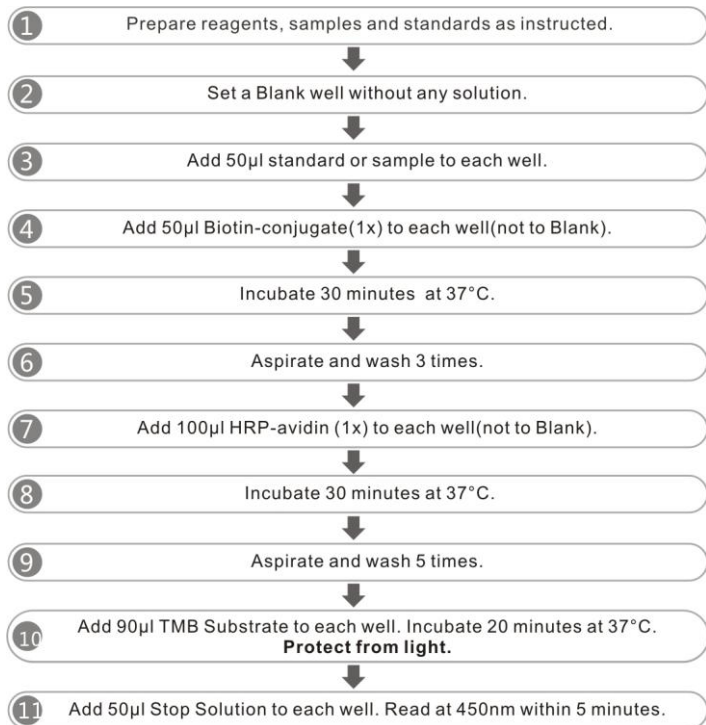 1 Prepare reagents, samples and standards as instructed.
2 Set a Blank well without any solution.
3 Add 50µl standard or sample to each well.
4 Add 50µl Biotin-conjugate(1x) to each well(not to Blank).
5 Incubate 30 minutes at 37°C.
6 Aspirate and wash 3 times.
7 Add 100µl HRP-avidin (1x) to each well(not to Blank).
8 Incubate 30 minutes at 37°C.
9 Aspirate and wash 5 times.
10 Add 90µl TMB Substrate to each well. Incubate 20 minutes at 37°C.
Protect from light.
11 Add 50µl Stop Solution to each well. Read at 450nm within 5 minutes.